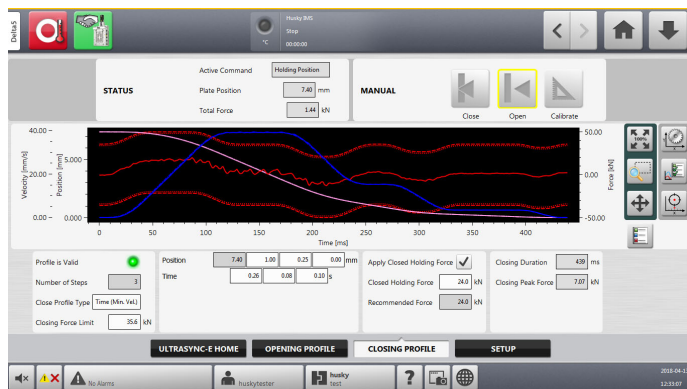 Delta5
Husky IMS
Stop
°C 00:00:00
100%
STATUS
Active Command Holding Position
Plate Position 7.40 mm
Total Force 1.44 kN
MANUAL
Close Open Calibrate
40.00 5.000 50.00
20.00 0.00
0.00 0.000 -50.00
Velocity [mm/s]
Position [mm]
Force [kN]
0 50 100 150 200 250 300 350 400
Time [ms]
Profile is Valid
Number of Steps 3
Close Profile Type Time (Min. Vel.)
Closing Force Limit 35.6 kN
Position 7.40 1.00 0.25 0.00 mm
Time 0.26 0.08 0.10 s
Apply Closed Holding Force
Closed Holding Force 24.0 kN
Recommended Force 24.0 kN
Closing Duration 439 ms
Closing Peak Force 7.07 kN
ULTRASYNC-E HOME OPENING PROFILE CLOSING PROFILE SETUP
No Alarms
huskytester
husky
test
?
12:33:07